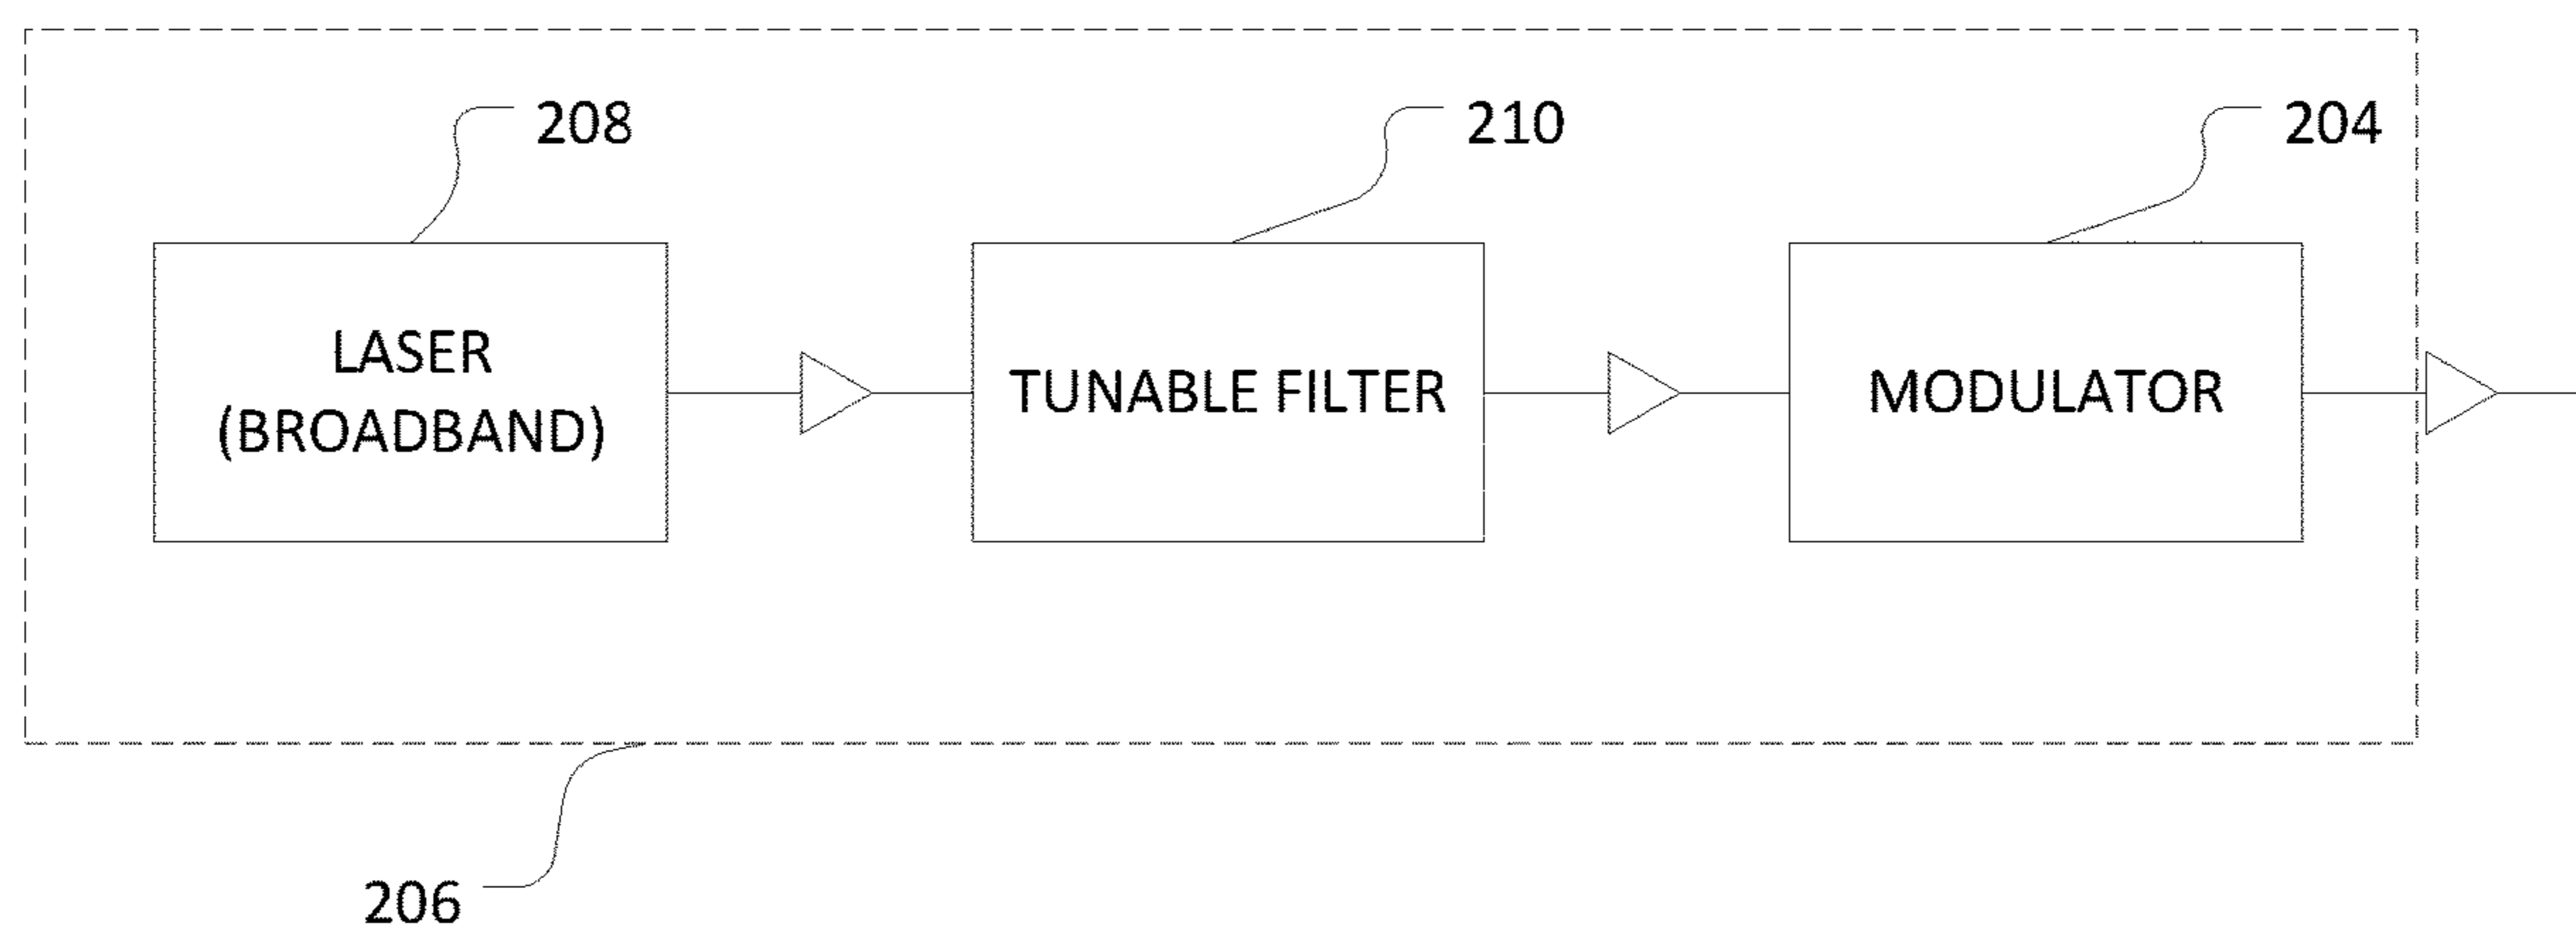 208
210
204
LASER
(BROADBAND)
TUNABLE FILTER
MODULATOR
206